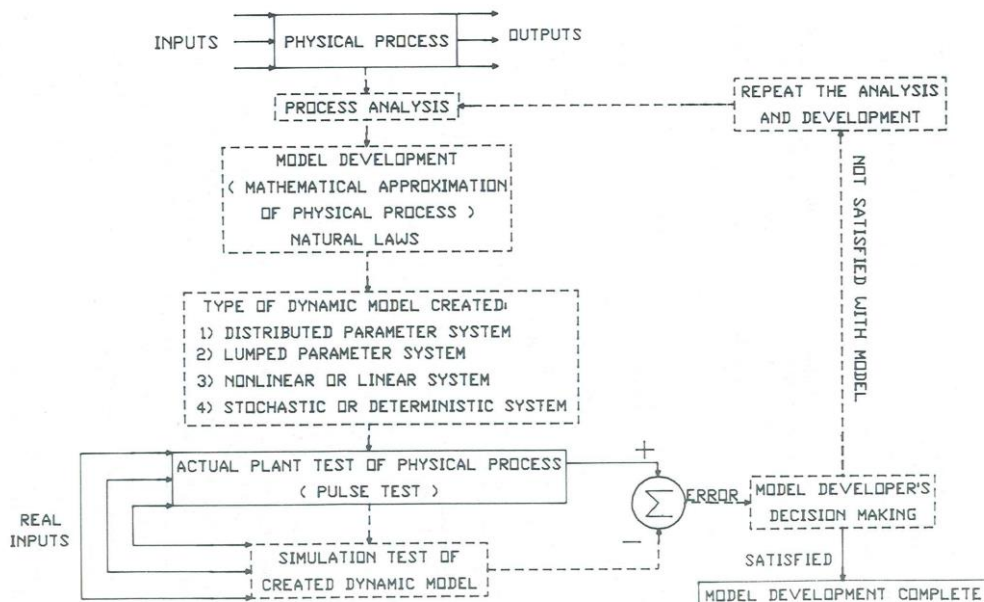 INPUTS
PHYSICAL PROCESS
OUTPUTS
PROCESS ANALYSIS
REPEAT THE ANALYSIS
AND DEVELOPMENT
MODEL DEVELOPMENT
( MATHEMATICAL APPROXIMATION
OF PHYSICAL PROCESS )
NATURAL LAWS
NOT SATISFIED WITH MODEL
TYPE OF DYNAMIC MODEL CREATED:
1) DISTRIBUTED PARAMETER SYSTEM
2) LUMPED PARAMETER SYSTEM
3) NONLINEAR OR LINEAR SYSTEM
4) STOCHASTIC OR DETERMINISTIC SYSTEM
ACTUAL PLANT TEST OF PHYSICAL PROCESS
( PULSE TEST )
+
Σ
−
ERROR
MODEL DEVELOPER'S
DECISION MAKING
REAL
INPUTS
SIMULATION TEST OF
CREATED DYNAMIC MODEL
SATISFIED
MODEL DEVELOPMENT COMPLETE